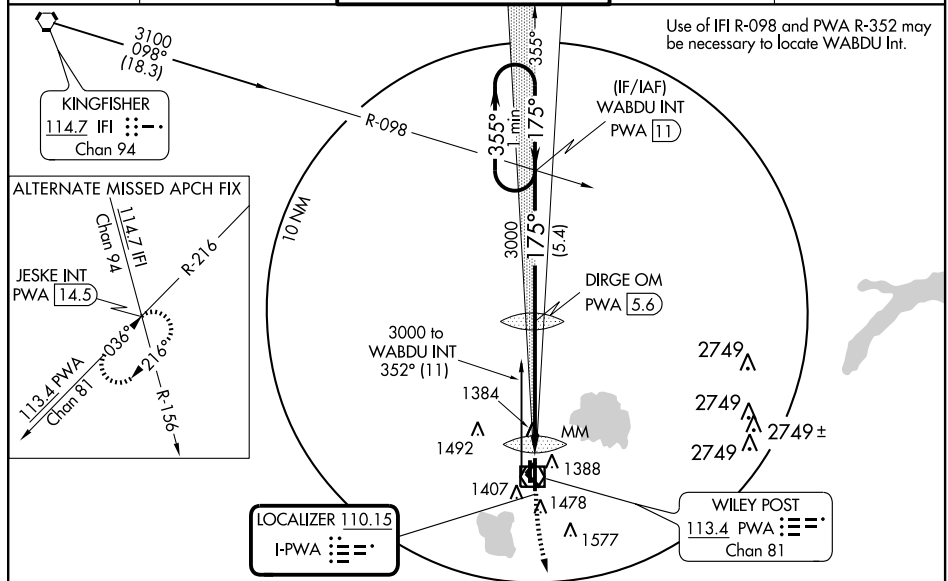 3100
098°
(18.3)
Use of IFI R-098 and PWA R-352 may
be necessary to locate WABDU Int.
355°
KINGFISHER
114.7 IFI
Chan 94
R-098
355°
1 min
175°
(IF/IAF)
WABDU INT
PWA 11
ALTERNATE MISSED APCH FIX
114.7 IFI
Chan 94
R-216
JESKE INT
PWA 14.5
036°
216°
113.4 PWA
Chan 81
R-156
10 NM
3000
175°
(5.4)
DIRGE OM
PWA 5.6
3000 to
WABDU INT
352° (11)
1384
1492
MM
1388
1407
1478
1577
2749
2749
2749 ±
2749
LOCALIZER 110.15
I-PWA
WILEY POST
113.4 PWA
Chan 81